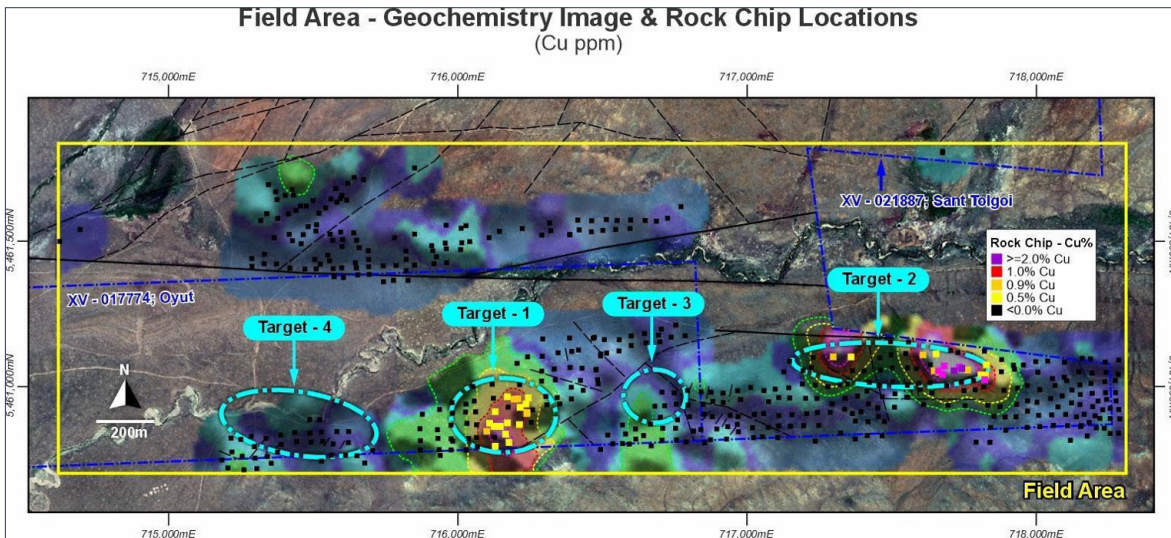 Field Area - Geochemistry Image & Rock Chip Locations
(Cu ppm)
715,000mE
716,000mE
717,000mE
718,000mE
5,461,500mN
XV - 021887; Sant Tolgoi
Rock Chip - Cu%
>=2.0% Cu
1.0% Cu
0.9% Cu
0.5% Cu
<0.0% Cu
XV - 017774; Oyut
Target - 4
Target - 1
Target - 3
Target - 2
5,461,000mN
N
200m
Field Area
715,000mE
716,000mE
717,000mE
718,000mE